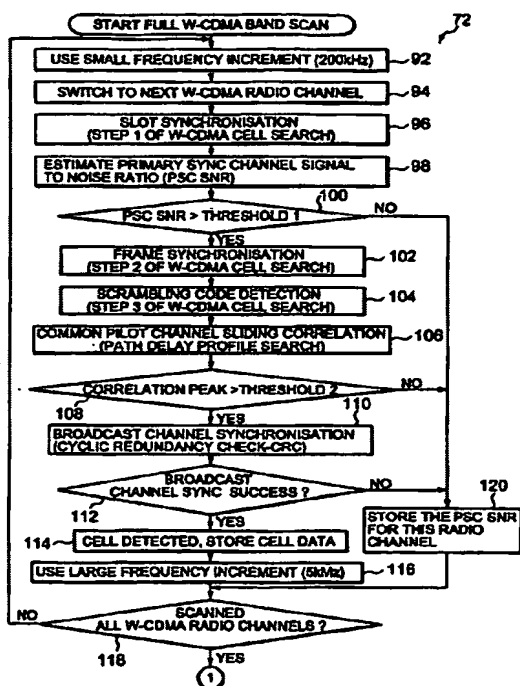 START FULL W-CDMA BAND SCAN
72
USE SMALL FREQUENCY INCREMENT (200kHz)
92
SWITCH TO NEXT W-CDMA RADIO CHANNEL
94
SLOT SYNCHRONISATION
(STEP 1 OF W-CDMA CELL SEARCH)
96
ESTIMATE PRIMARY SYNC CHANNEL SIGNAL
TO NOISE RATIO (PSC SNR)
98
100
PSC SNR > THRESHOLD 1
NO
YES
FRAME SYNCHRONISATION
(STEP 2 OF W-CDMA CELL SEARCH)
102
SCRAMBLING CODE DETECTION
(STEP 3 OF W-CDMA CELL SEARCH)
104
COMMON PILOT CHANNEL SLIDING CORRELATION
(PATH DELAY PROFILE SEARCH)
106
CORRELATION PEAK >THRESHOLD 2
NO
108
YES
110
BROADCAST CHANNEL SYNCHRONISATION
(CYCLIC REDUNDANCY CHECK-CRC)
BROADCAST
CHANNEL SYNC SUCCESS ?
NO
112
YES
120
STORE THE PSC SNR
FOR THIS RADIO
CHANNEL
114
CELL DETECTED, STORE CELL DATA
USE LARGE FREQUENCY INCREMENT (5MHz)
116
NO
SCANNED
ALL W-CDMA RADIO CHANNELS ?
118
YES
1